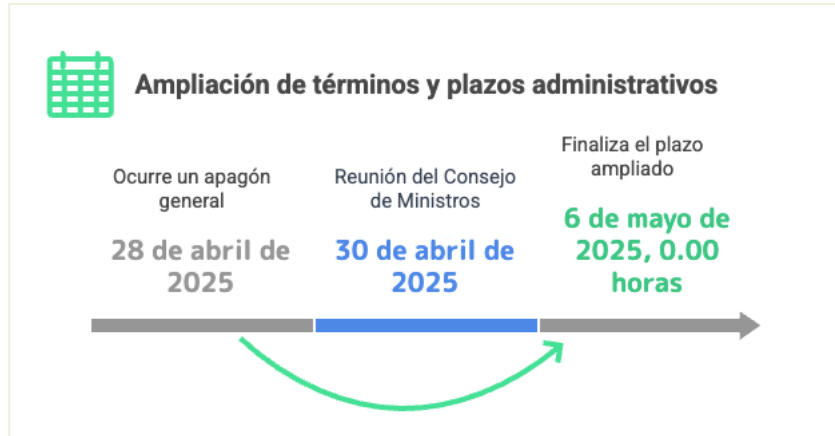 Ampliación de términos y plazos administrativos
Ocurre un apagón
general
28 de abril de
2025
Reunión del Consejo
de Ministros
30 de abril de
2025
Finaliza el plazo
ampliado
6 de mayo de
2025, 0.00
horas